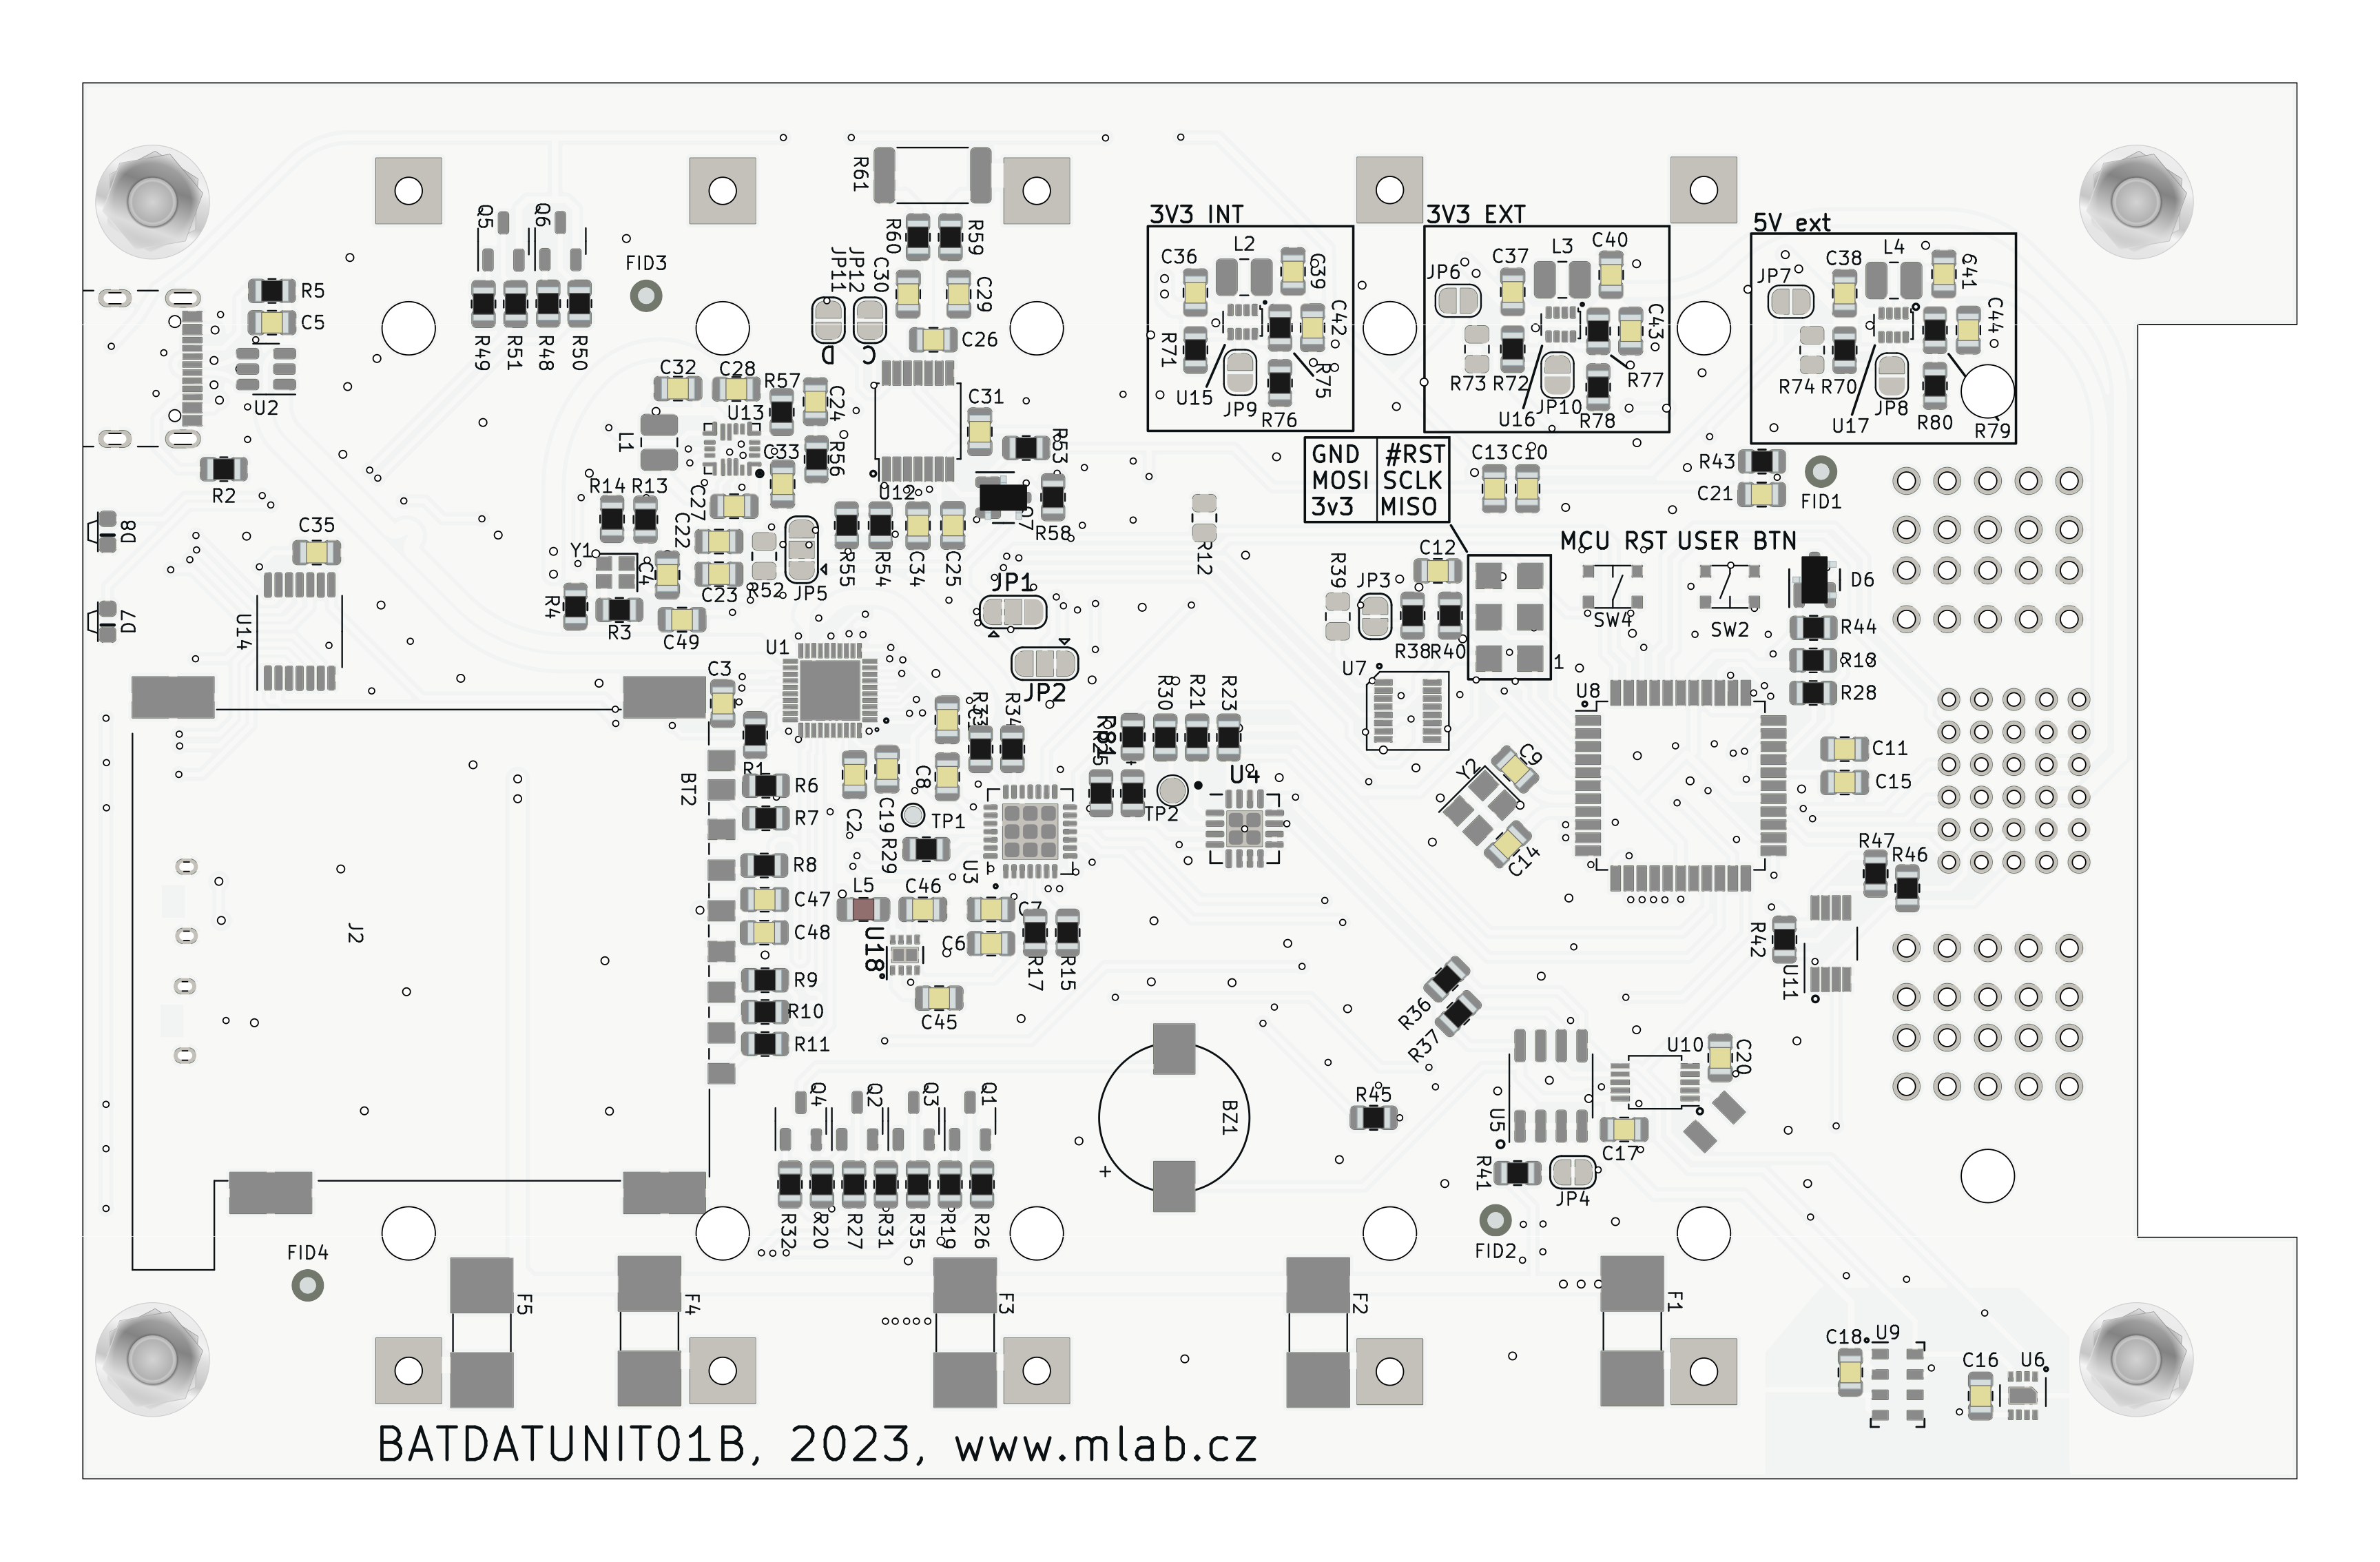 3V3 INT
3V3 EXT
5V ext
R61
Q5
Q6
FID3
R60
R59
JP11
JP12
C30
C29
C26
D
C
R5
C5
U2
R2
R49
R51
R48
R50
C36
L2
C39
C42
R71
U15
JP9
R75
R76
JP6
C37
L3
C40
C43
R73
R72
U16
JP10
R77
R78
JP7
C38
L4
C41
C44
R74
R70
U17
JP8
R80
R79
C32
C28
R57
C24
U13
L1
C33
R56
C31
R53
U12
R58
R14
R13
C27
C22
Y1
C4
R4
R3
C49
C23
R52
JP5
R55
R54
C34
C25
C35
D8
D7
U14
GND #RST
MOSI SCLK
3v3 MISO
C13
C10
R43
C21
FID1
R12
MCU RST
USER BTN
C12
R39
JP3
R38
R40
1
SW4
SW2
D6
R44
R18
R28
JP1
JP2
U1
C3
R1
U7
U8
R33
R34
R81
R30
R21
R23
R25
U4
TP2
TP1
Y2
C9
C14
C11
C15
BT2
R6
R7
R8
C47
C48
R9
R10
R11
C2
C19
C8
R29
U3
L5
C46
C7
C6
U18
C45
R17
R15
J2
R47
R46
R42
U11
R36
R37
U10
C20
U5
C17
R45
R41
JP4
FID2
BZ1
+
Q4
Q2
Q3
Q1
R32
R20
R27
R31
R35
R19
R26
FID4
F5
F4
F3
F2
F1
C18
U9
C16
U6
BATDATUNIT01B, 2023, www.mlab.cz